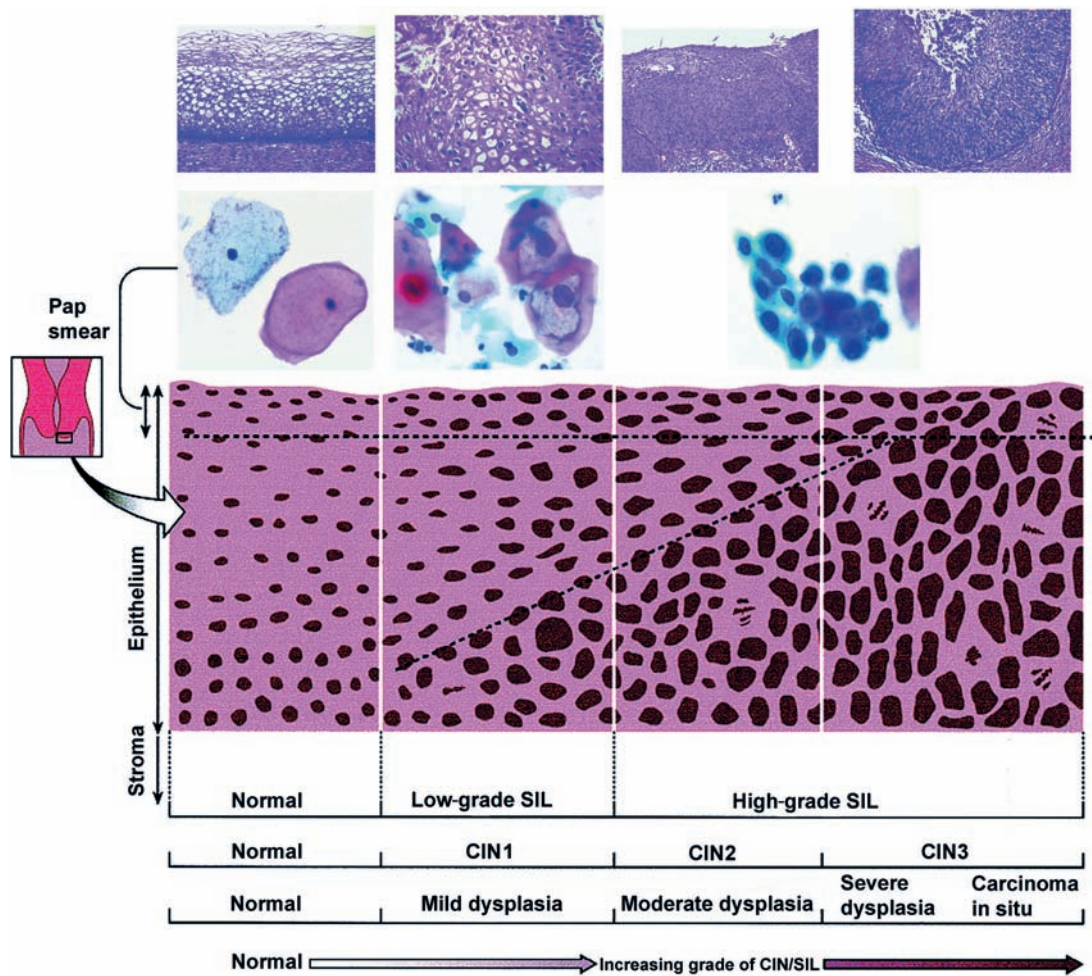 Pap
smear
Epithelium
Stroma
Normal
Low-grade SIL
High-grade SIL
Normal
CIN1
CIN2
CIN3
Normal
Mild dysplasia
Moderate dysplasia
Severe
dysplasia
Carcinoma
in situ
Normal
Increasing grade of CIN/SIL